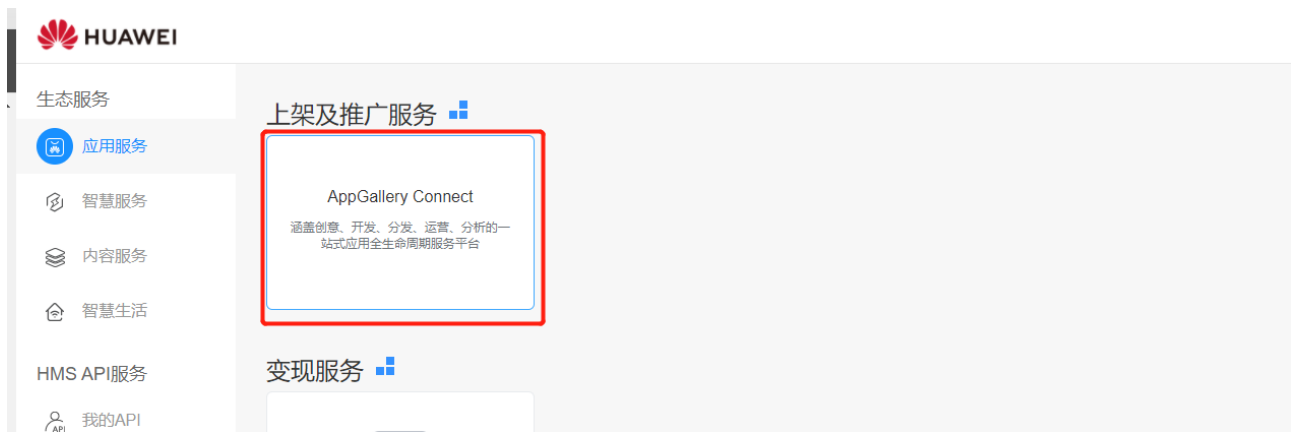 HUAWEI
生态服务
应用服务
智慧服务
内容服务
智慧生活
HMS API服务
我的API
上架及推广服务
AppGallery Connect
涵盖创意、开发、分发、运营、分析的一
站式应用全生命周期服务平台
变现服务